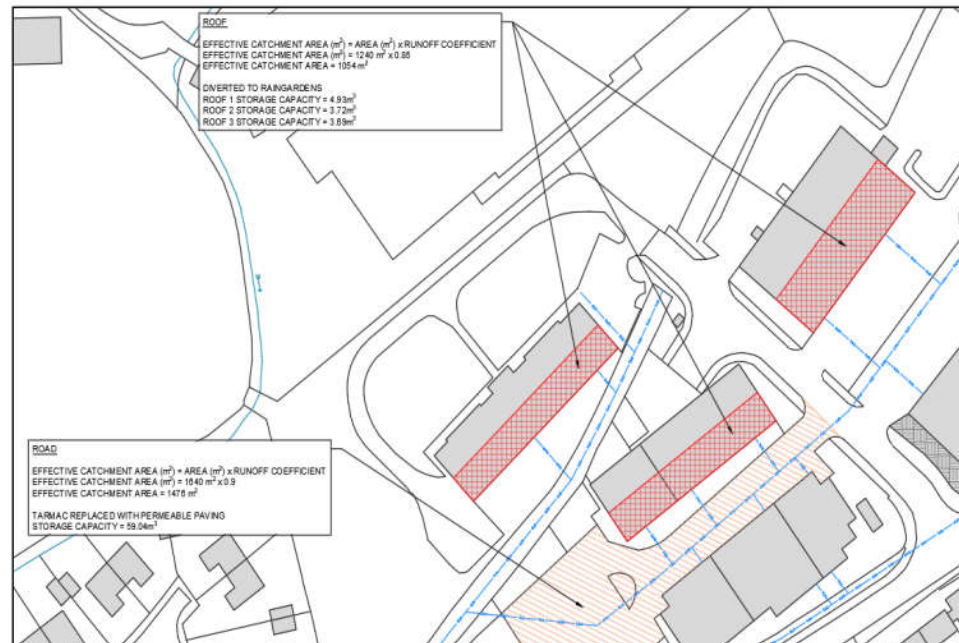 ROOF
EFFECTIVE CATCHMENT AREA (m²) = AREA (m²) x RUNOFF COEFFICIENT
EFFECTIVE CATCHMENT AREA (m²) = 1240 m² x 0.85
EFFECTIVE CATCHMENT AREA = 1054 m²
DIVERTED TO RAINGARDENS
ROOF 1 STORAGE CAPACITY = 4.93m³
ROOF 2 STORAGE CAPACITY = 3.72m³
ROOF 3 STORAGE CAPACITY = 3.89m³
ROAD
EFFECTIVE CATCHMENT AREA (m²) = AREA (m²) x RUNOFF COEFFICIENT
EFFECTIVE CATCHMENT AREA (m²) = 1640 m² x 0.9
EFFECTIVE CATCHMENT AREA = 1476 m²
TARMAC REPLACED WITH PERMEABLE PAVING
STORAGE CAPACITY = 59.04m³